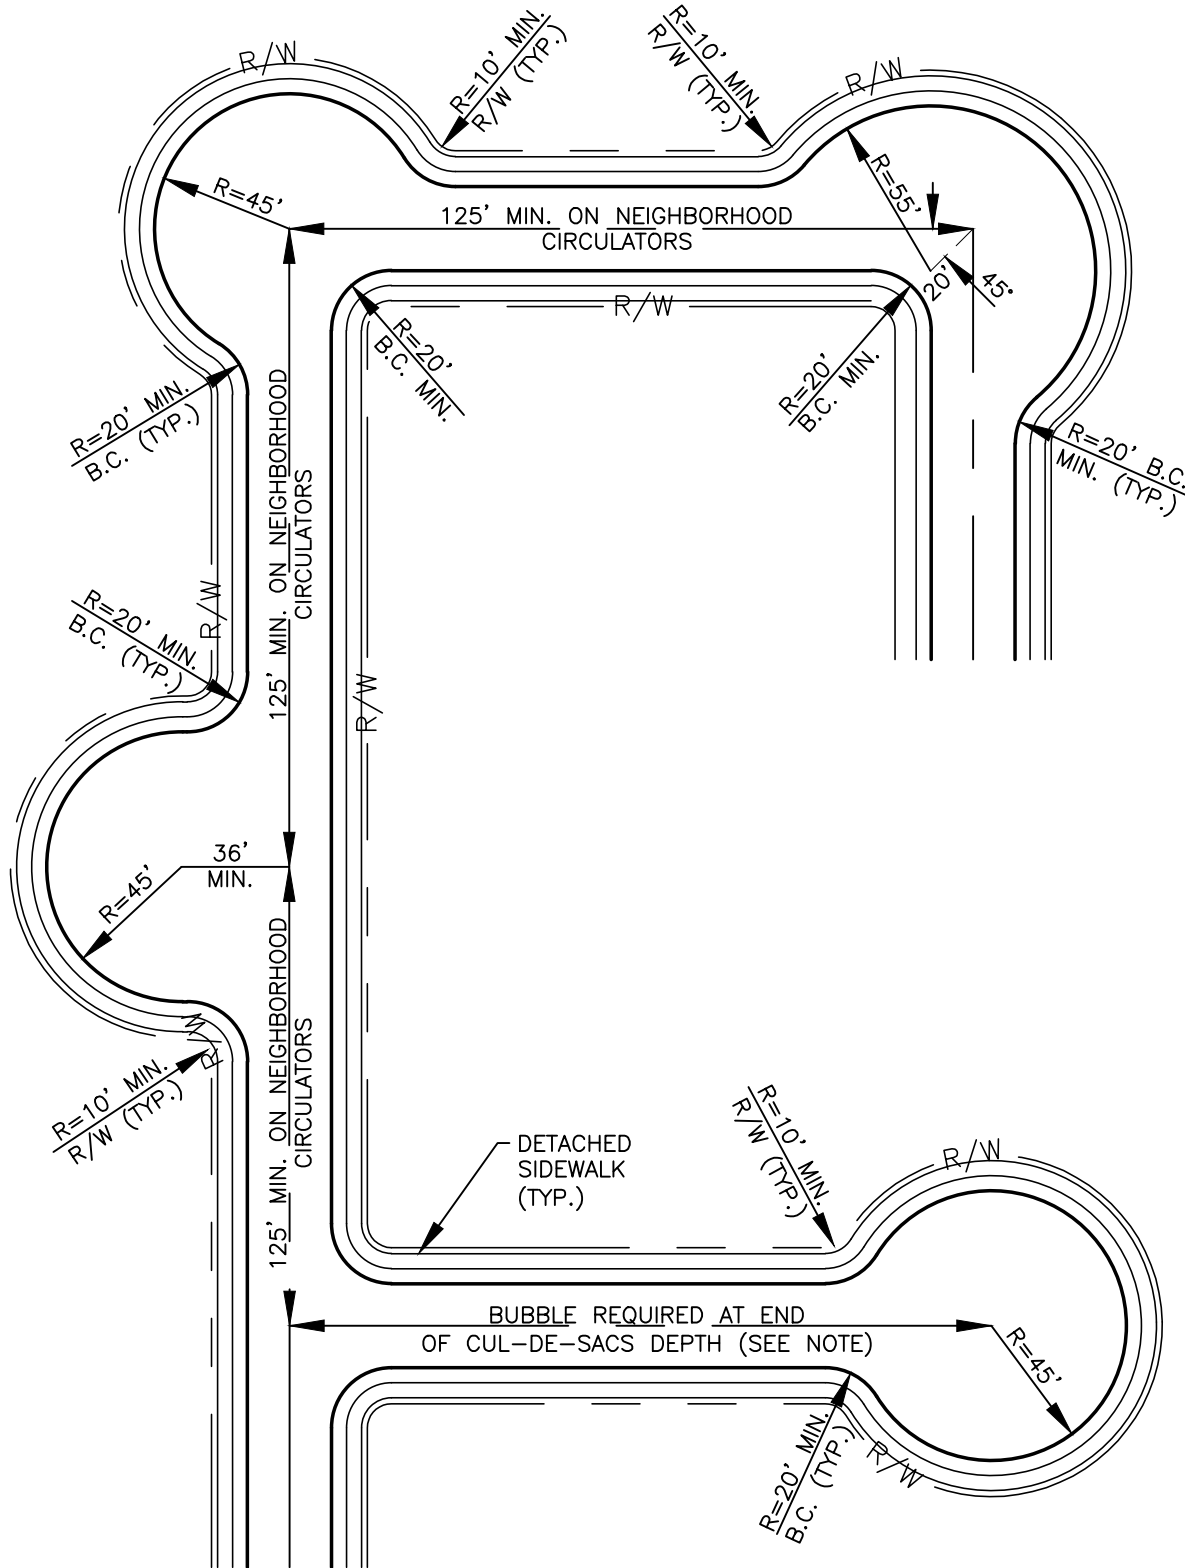 R/W
R=10' MIN.
R/W (TYP.)
R=10' MIN.
R/W (TYP.)
R/W
R=45'
125' MIN. ON NEIGHBORHOOD
CIRCULATORS
R=55'
20'
45°
R/W
R=20'
B.C. MIN.
R=20'
B.C. MIN.
R=20' MIN.
B.C. (TYP.)
R=20' B.C.
MIN. (TYP.)
125' MIN. ON NEIGHBORHOOD
CIRCULATORS
R/W
R=20' MIN.
B.C. (TYP.)
R/W
36'
MIN.
R=45'
125' MIN. ON NEIGHBORHOOD
CIRCULATORS
R/W
R=10' MIN.
R/W (TYP.)
DETACHED
SIDEWALK
(TYP.)
R=10' MIN.
R/W (TYP.)
R/W
BUBBLE REQUIRED AT END
OF CUL-DE-SACS DEPTH (SEE NOTE)
R=45'
R=20' MIN.
B.C. (TYP.)
R/W